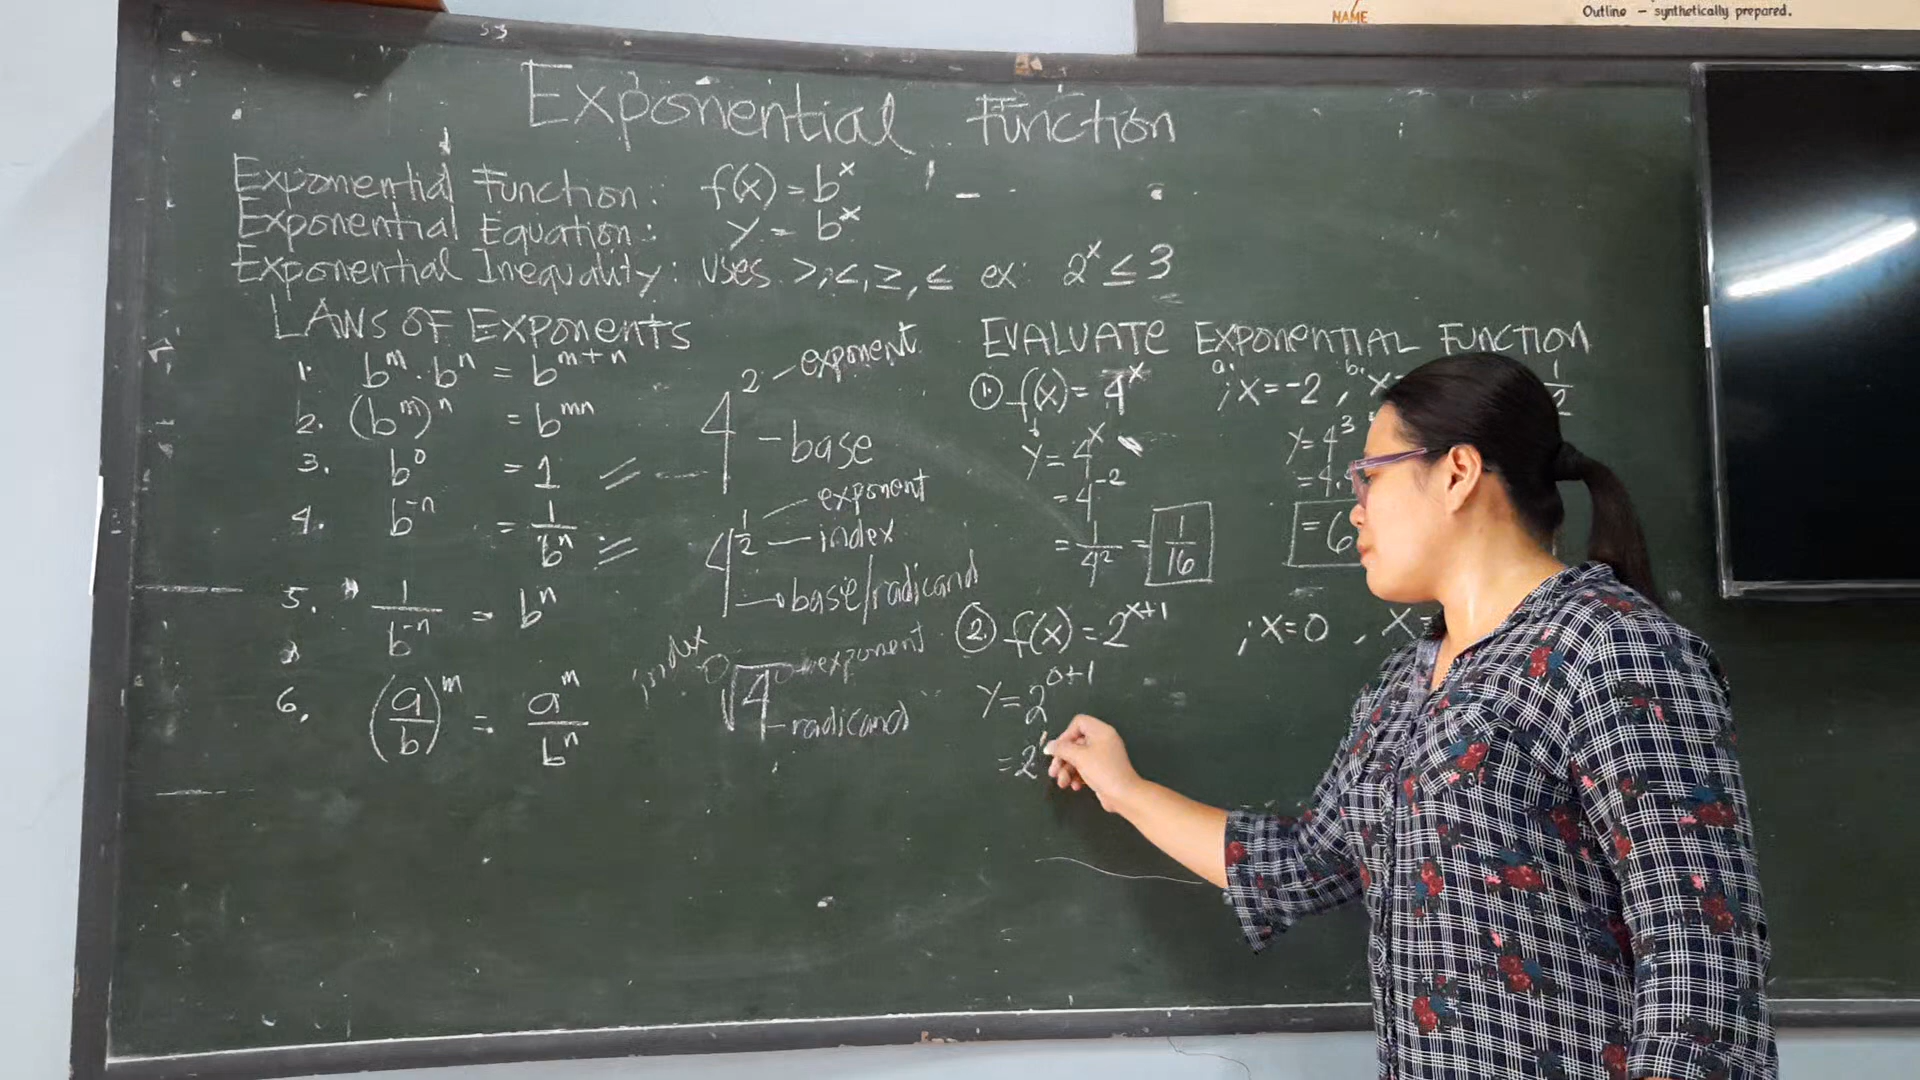 NAME
Outline – synthetically prepared.
Exponential Function
Exponential Function: f(x) = b^x
Exponential Equation: y = b^x
Exponential Inequality: uses >, <, ≥, ≤ ex: 2^x ≤ 3
LAWS OF EXPONENTS
1. b^m · b^n = b^(m+n)
2. (b^m)^n = b^(mn)
3. b^0 = 1
4. b^(-n) = 1/b^n
5. 1/b^(-n) = b^n
6. (a/b)^m = a^m/b^n
4^2 – exponent
– base
4^(1/2) – exponent
– index
base/radicand
index √4 exponent
– radicand
EVALUATE EXPONENTIAL FUNCTION
1. f(x) = 4^x a. ; x = -2 , b. x 1/2
y = 4^x
= 4^(-2)
= 1/4^2 = 1/16
y = 4^3
= 4 ·
= 6
2. f(x) = 2^(x+1) ; x = 0 , x =
y = 2^(0+1)
= 2